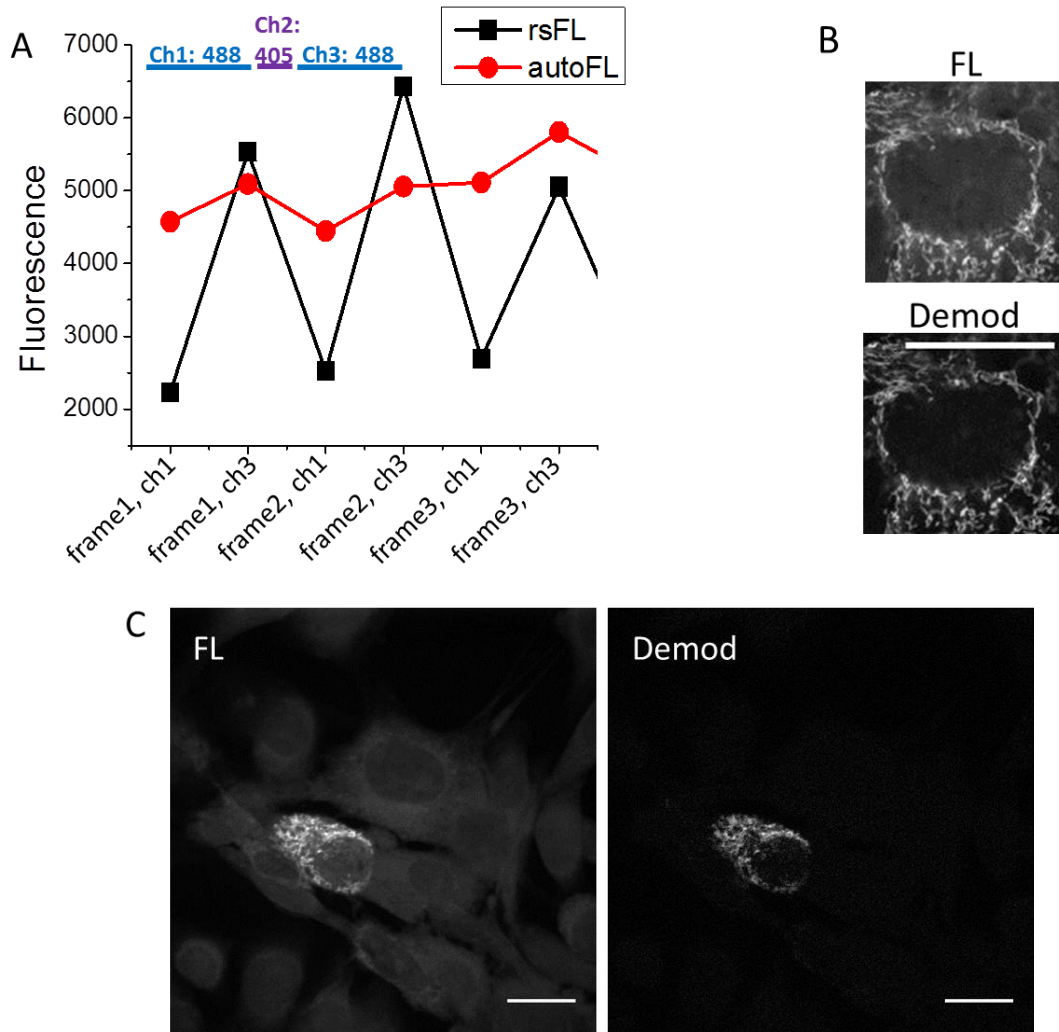 A
Ch1: 488
Ch2:
405
Ch3: 488
rsFL
autoFL
7000
6000
5000
4000
3000
2000
Fluorescence
frame1, ch1
frame1, ch3
frame2, ch1
frame2, ch3
frame3, ch1
frame3, ch3
B
FL
Demod
C
FL
Demod